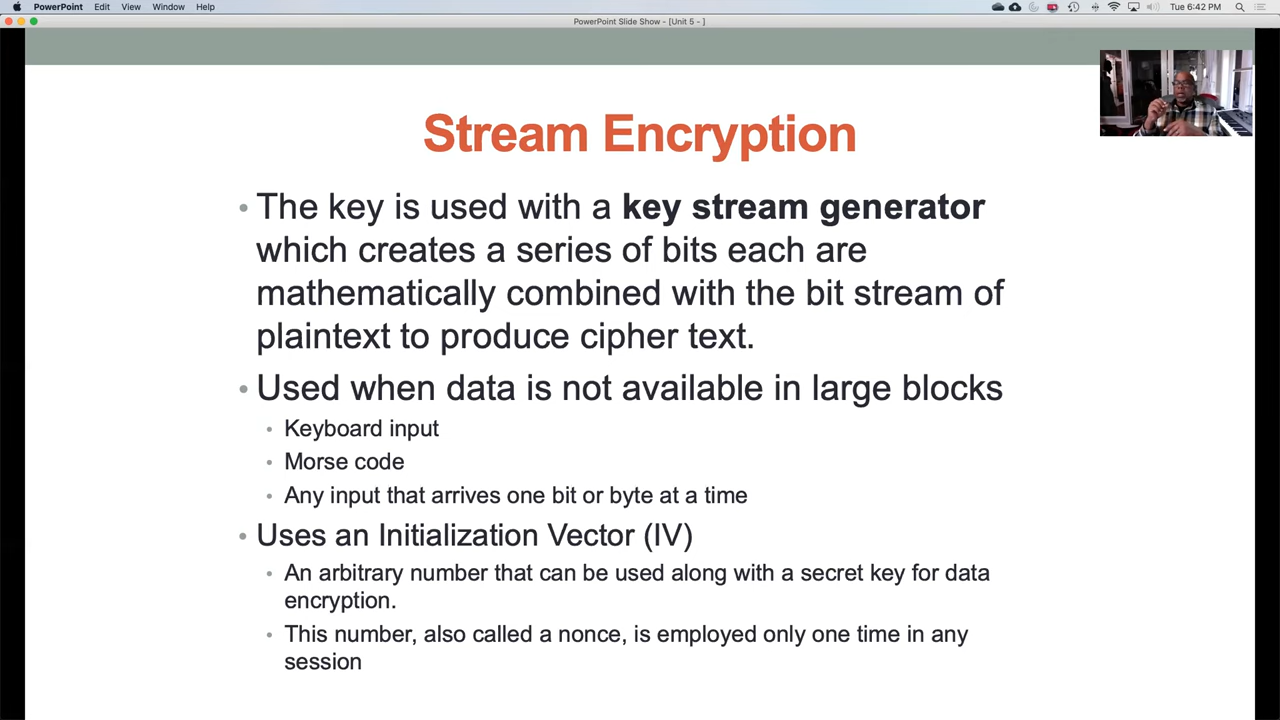 PowerPoint Edit View Window Help Tue 6:42 PM
PowerPoint Slide Show - [Unit 5 - ]
Stream Encryption
• The key is used with a key stream generator
which creates a series of bits each are
mathematically combined with the bit stream of
plaintext to produce cipher text.
• Used when data is not available in large blocks
• Keyboard input
• Morse code
• Any input that arrives one bit or byte at a time
• Uses an Initialization Vector (IV)
• An arbitrary number that can be used along with a secret key for data
encryption.
• This number, also called a nonce, is employed only one time in any
session